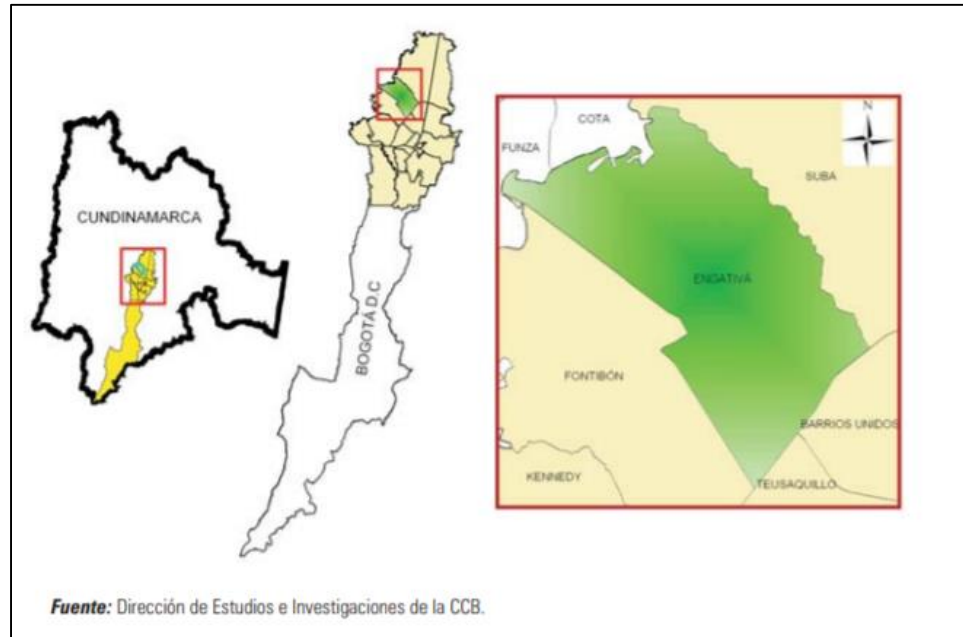 CUNDINAMARCA
BOGOTÁ D.C
N
COTA
FUNZA
SUBA
ENGATIVÁ
FONTIBÓN
BARRIOS UNIDOS
KENNEDY
TEUSAQUILLO
Fuente: Dirección de Estudios e Investigaciones de la CCB.